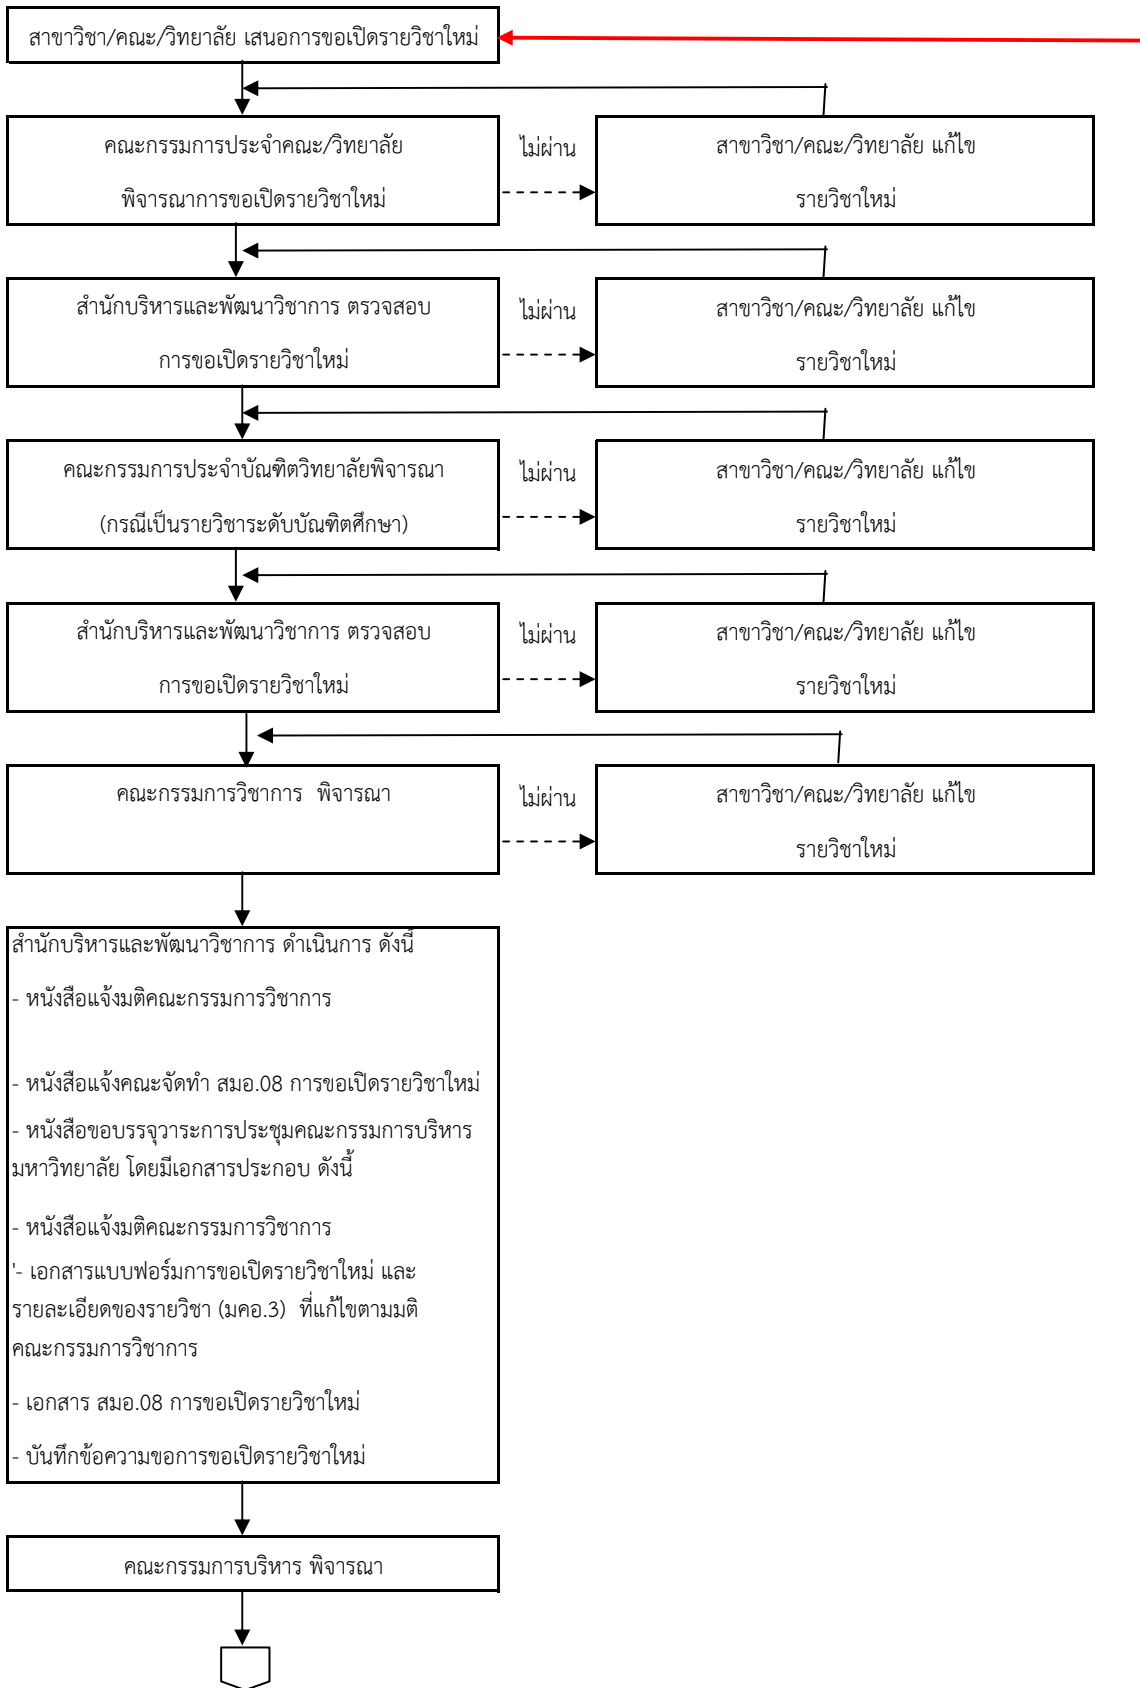 สาขาวิชา/คณะ/วิทยาลัย เสนอการขอเปิดรายวิชาใหม่
คณะกรรมการประจำคณะ/วิทยาลัย
พิจารณาการขอเปิดรายวิชาใหม่
ไม่ผ่าน
สาขาวิชา/คณะ/วิทยาลัย แก้ไข
รายวิชาใหม่
สำนักบริหารและพัฒนาวิชาการ ตรวจสอบ
การขอเปิดรายวิชาใหม่
ไม่ผ่าน
สาขาวิชา/คณะ/วิทยาลัย แก้ไข
รายวิชาใหม่
คณะกรรมการประจำบัณฑิตวิทยาลัยพิจารณา
(กรณีเป็นรายวิชาระดับบัณฑิตศึกษา)
ไม่ผ่าน
สาขาวิชา/คณะ/วิทยาลัย แก้ไข
รายวิชาใหม่
สำนักบริหารและพัฒนาวิชาการ ตรวจสอบ
การขอเปิดรายวิชาใหม่
ไม่ผ่าน
สาขาวิชา/คณะ/วิทยาลัย แก้ไข
รายวิชาใหม่
คณะกรรมการวิชาการ  พิจารณา
ไม่ผ่าน
สาขาวิชา/คณะ/วิทยาลัย แก้ไข
รายวิชาใหม่
สำนักบริหารและพัฒนาวิชาการ ดำเนินการ ดังนี้
- หนังสือแจ้งมติคณะกรรมการวิชาการ
- หนังสือแจ้งคณะจัดทำ สมอ.08 การขอเปิดรายวิชาใหม่
- หนังสือขอบรรจุวาระการประชุมคณะกรรมการบริหาร
มหาวิทยาลัย โดยมีเอกสารประกอบ ดังนี้
- หนังสือแจ้งมติคณะกรรมการวิชาการ
'- เอกสารแบบฟอร์มการขอเปิดรายวิชาใหม่ และ
รายละเอียดของรายวิชา (มคอ.3)  ที่แก้ไขตามมติ
คณะกรรมการวิชาการ
- เอกสาร สมอ.08 การขอเปิดรายวิชาใหม่
- บันทึกข้อความขอการขอเปิดรายวิชาใหม่
คณะกรรมการบริหาร พิจารณา